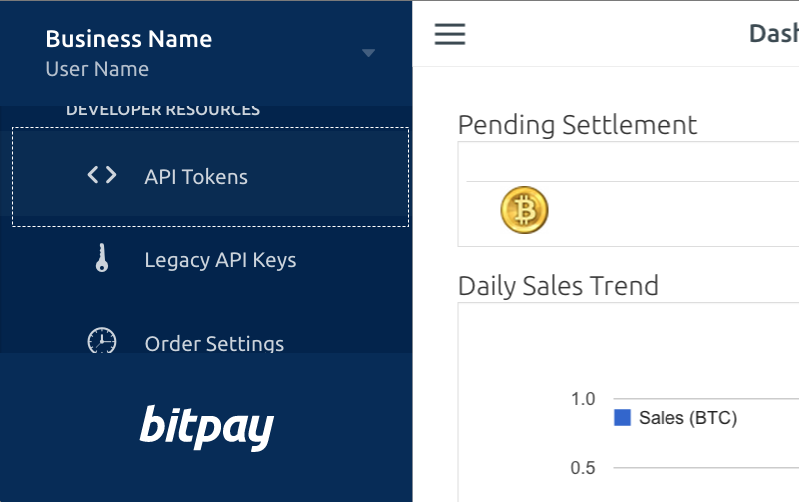 Business Name
User Name
DEVELOPER RESOURCES
API Tokens
Legacy API Keys
Order Settings
bitpay
Dash
Pending Settlement
Daily Sales Trend
1.0
Sales (BTC)
0.5